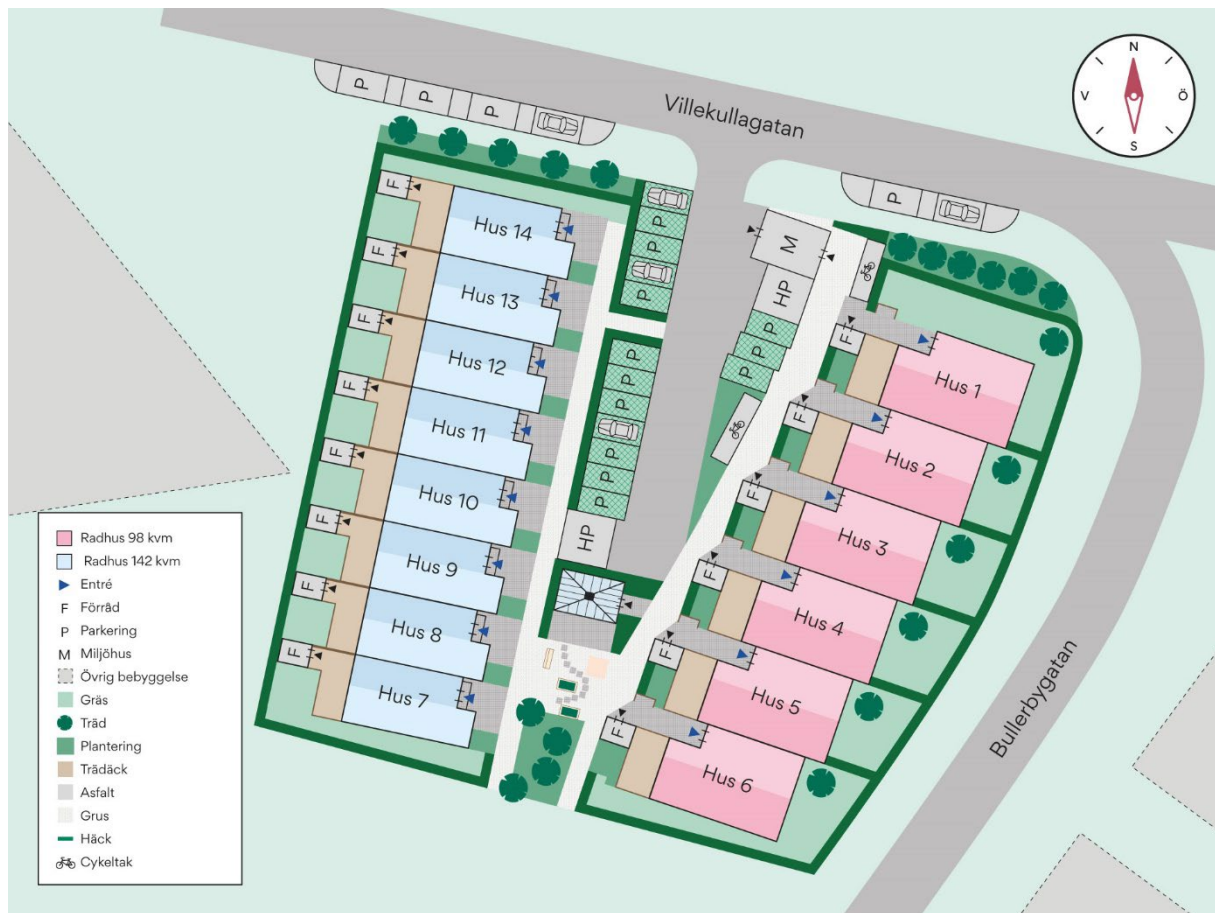 Villekullagatan
N
V
Ö
S
P
P
P
P
F
Hus 14
P
P
P
M
HP
F
Hus 13
P
P
P
F
Hus 1
F
Hus 12
P
P
P
P
F
Hus 2
F
Hus 11
P
P
P
F
Hus 3
F
Hus 10
HP
F
Hus 4
F
Hus 9
F
Hus 5
F
Hus 8
F
Hus 6
F
Hus 7
Bullerbygatan
Radhus 98 kvm
Radhus 142 kvm
Entré
F Förråd
P Parkering
M Miljöhus
Övrig bebyggelse
Gräs
Träd
Plantering
Trädäck
Asfalt
Grus
Häck
Cykeltak